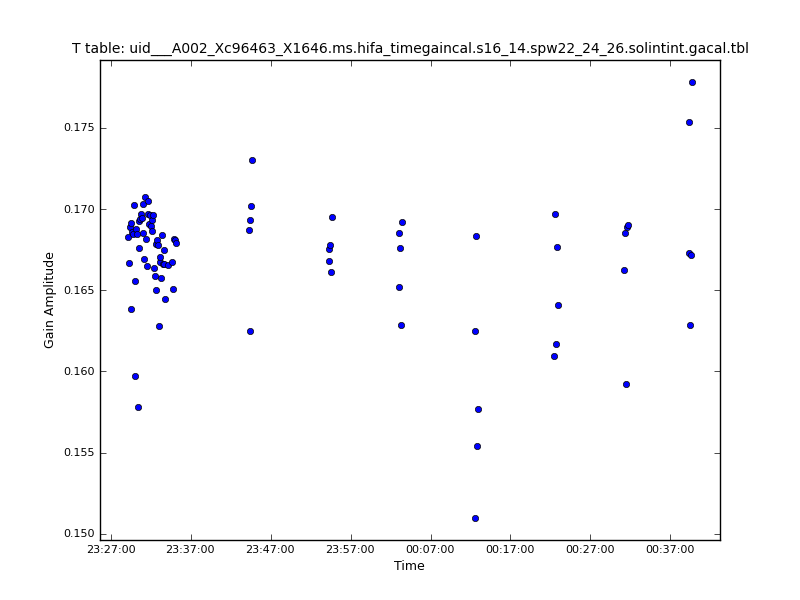 T table: uid___A002_Xc96463_X1646.ms.hifa_timegaincal.s16_14.spw22_24_26.solintint.gacal.tbl
0.175
0.170
0.165
0.160
0.155
0.150
Gain Amplitude
23:27:00 23:37:00 23:47:00 23:57:00 00:07:00 00:17:00 00:27:00 00:37:00
Time